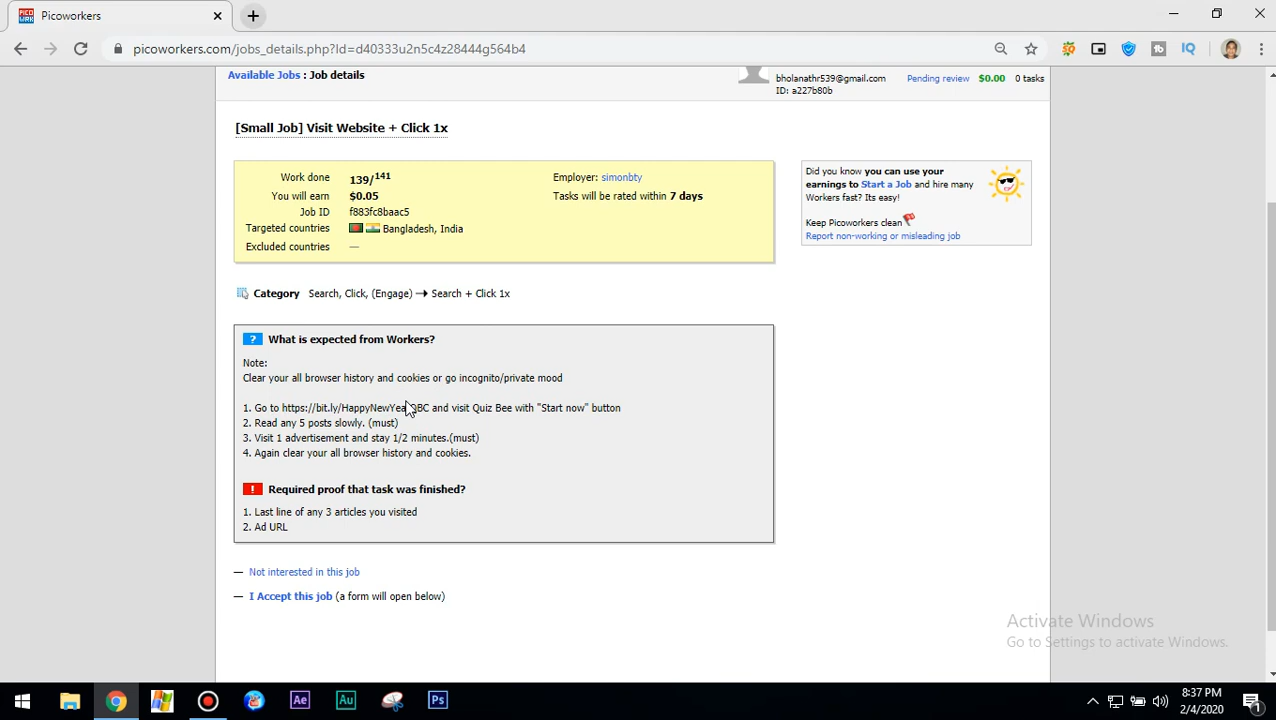 Picoworkers
picoworkers.com/jobs_details.php?Id=d40333u2n5c4z28444g564b4
Available Jobs : Job details
bholanathr539@gmail.com
ID: a227b80b
Pending review $0.00 0 tasks
[Small Job] Visit Website + Click 1x
Work done 139/141
You will earn $0.05
Job ID f883fc8baac5
Targeted countries Bangladesh, India
Excluded countries —
Employer: simonbty
Tasks will be rated within 7 days
Did you know you can use your
earnings to Start a Job and hire many
Workers fast? Its easy!
Keep Picoworkers clean
Report non-working or misleading job
Category Search, Click, (Engage) → Search + Click 1x
? What is expected from Workers?
Note:
Clear your all browser history and cookies or go incognito/private mood
1. Go to https://bit.ly/HappyNewYea QBC and visit Quiz Bee with "Start now" button
2. Read any 5 posts slowly. (must)
3. Visit 1 advertisement and stay 1/2 minutes.(must)
4. Again clear your all browser history and cookies.
! Required proof that task was finished?
1. Last line of any 3 articles you visited
2. Ad URL
— Not interested in this job
— I Accept this job (a form will open below)
Activate Windows
Go to Settings to activate Windows.
PICO
WORK
IQ
Ae
Au
Ps
8:37 PM
2/4/2020
1